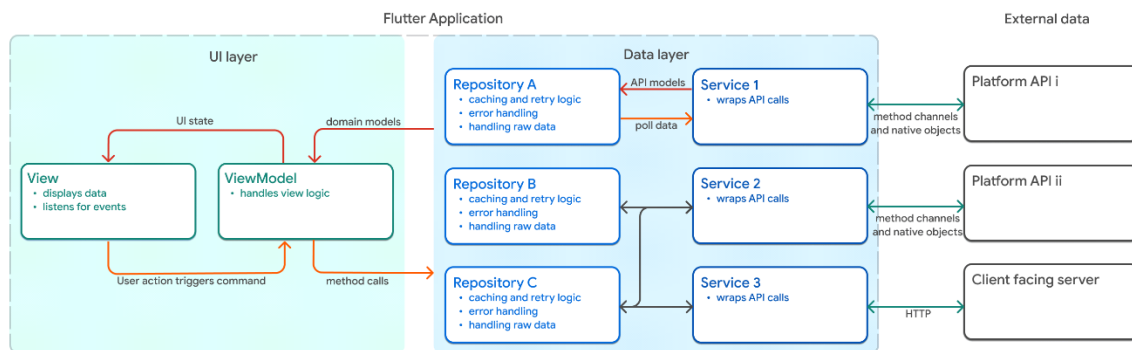 Flutter Application
External data
UI layer
Data layer
Repository A
• caching and retry logic
• error handling
• handling raw data
API models
poll data
Service 1
• wraps API calls
method channels
and native objects
Platform API i
UI state
domain models
View
• displays data
• listens for events
ViewModel
• handles view logic
Repository B
• caching and retry logic
• error handling
• handling raw data
Service 2
• wraps API calls
method channels
and native objects
Platform API ii
User action triggers command
method calls
Repository C
• caching and retry logic
• error handling
• handling raw data
Service 3
• wraps API calls
HTTP
Client facing server